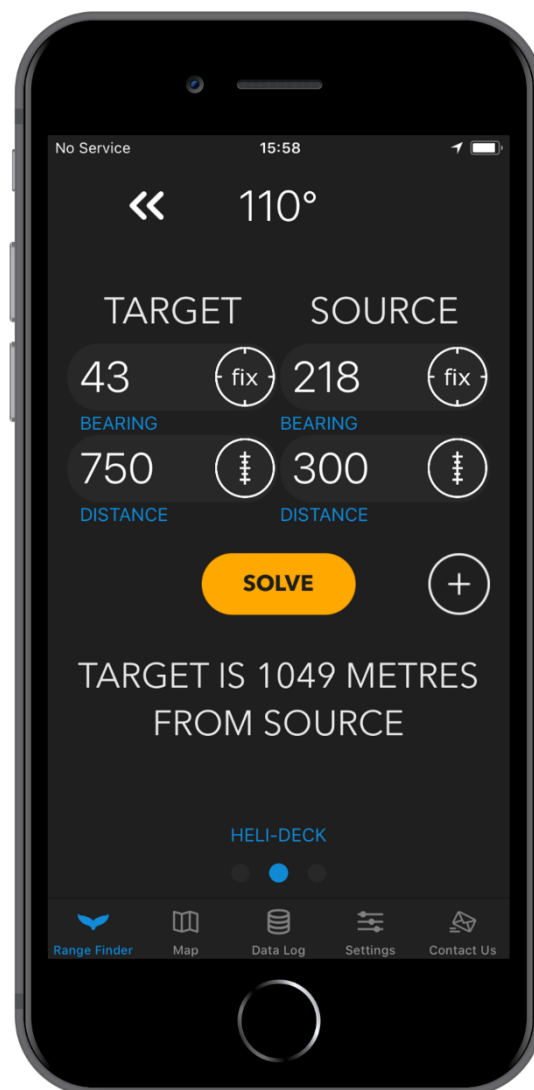 No Service 15:58
110°
TARGET SOURCE
43 fix 218 fix
BEARING BEARING
750 300
DISTANCE DISTANCE
SOLVE +
TARGET IS 1049 METRES
FROM SOURCE
HELI-DECK
Range Finder Map Data Log Settings Contact Us